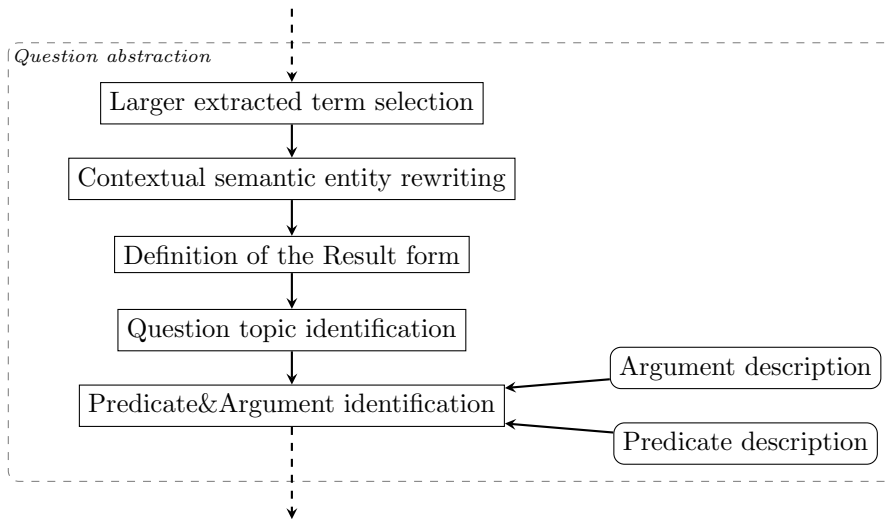 Question abstraction
Larger extracted term selection
Contextual semantic entity rewriting
Definition of the Result form
Question topic identification
Argument description
Predicate&Argument identification
Predicate description